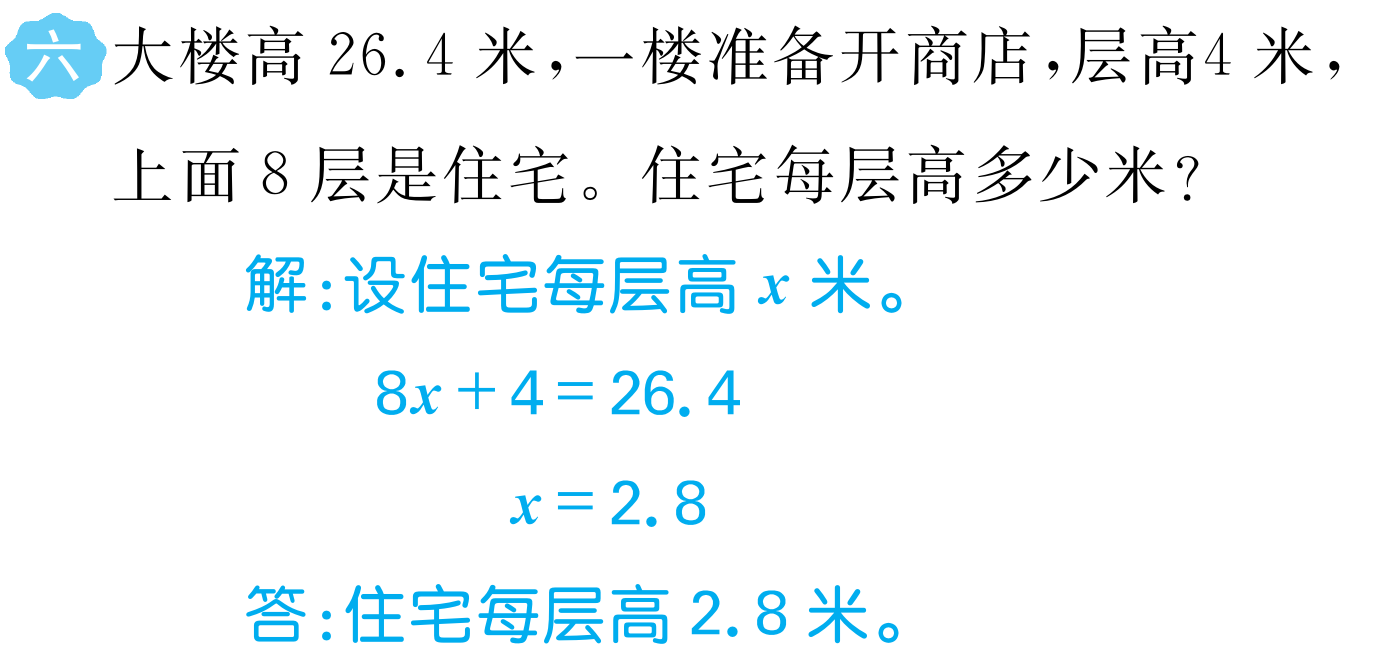 六 大楼高 26.4 米,一楼准备开商店,层高4 米,
上面 8 层是住宅。住宅每层高多少米?
解:设住宅每层高 x 米。
8x + 4 = 26.4
x = 2.8
答:住宅每层高 2.8 米。